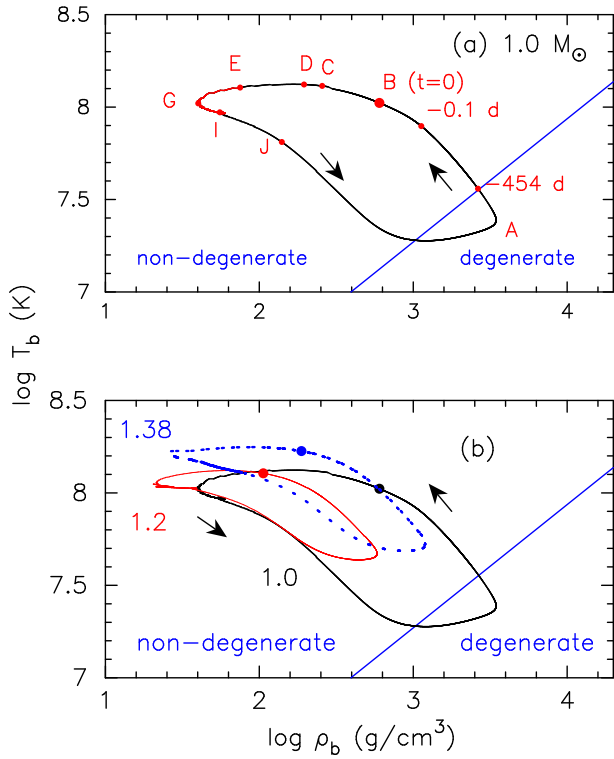 8.5
(a) 1.0 M⊙
E D C
B (t=0)
G
8
−0.1 d
I
J
7.5
−454 d
A
non−degenerate
degenerate
7
1 2 3 4
log T_b (K)
8.5
1.38
(b)
8
1.2
1.0
7.5
non−degenerate
degenerate
7
1 2 3 4
log ρ_b (g/cm³)